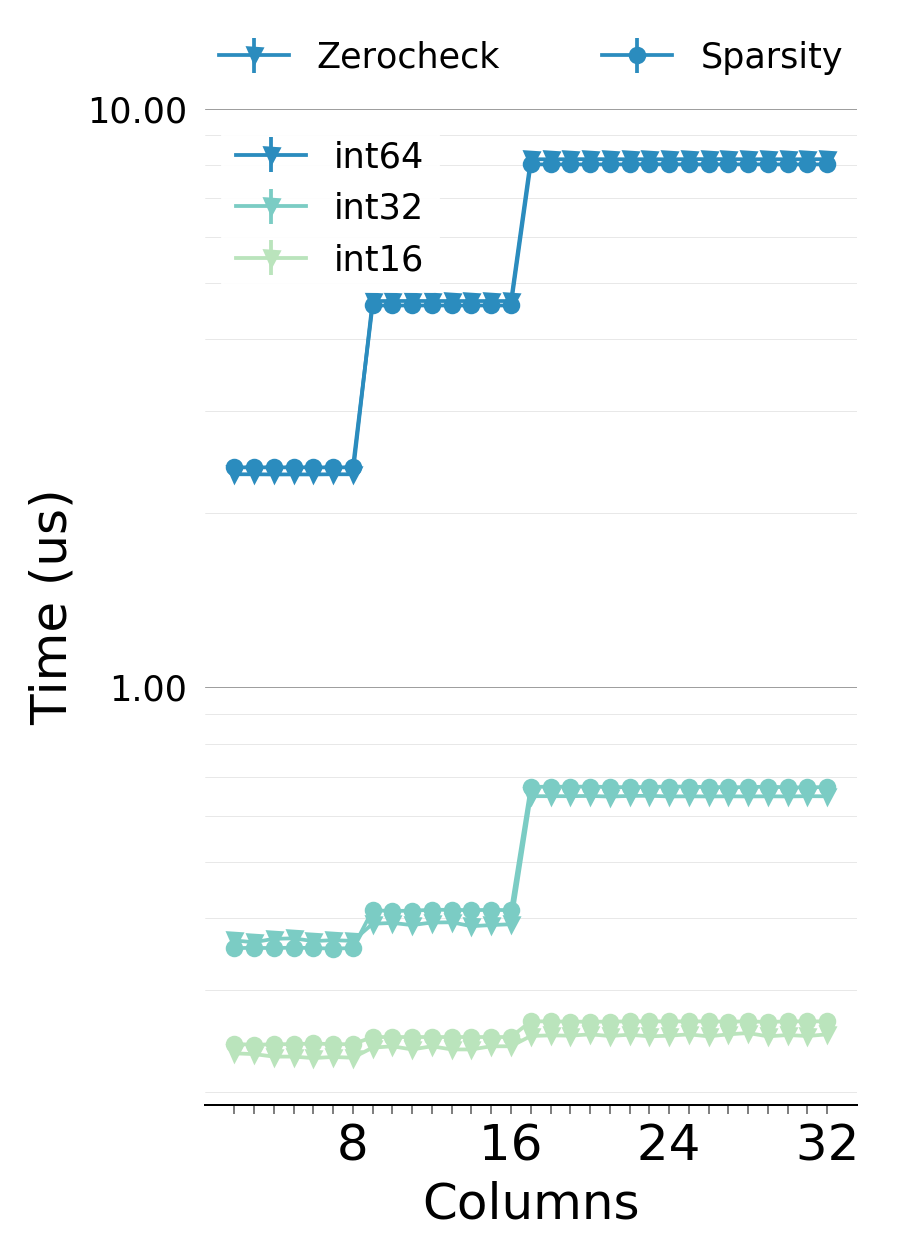 Zerocheck Sparsity
10.00
int64
int32
int16
Time (us)
1.00
8 16 24 32
Columns